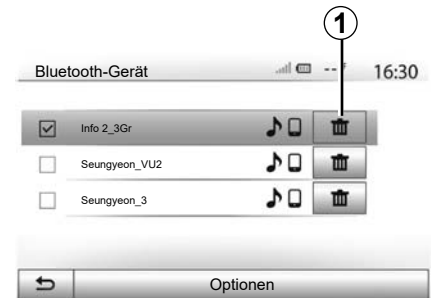 1
Bluetooth-Gerät -- ° 16:30
Info 2_3Gr
Seungyeon_VU2
Seungyeon_3
Optionen